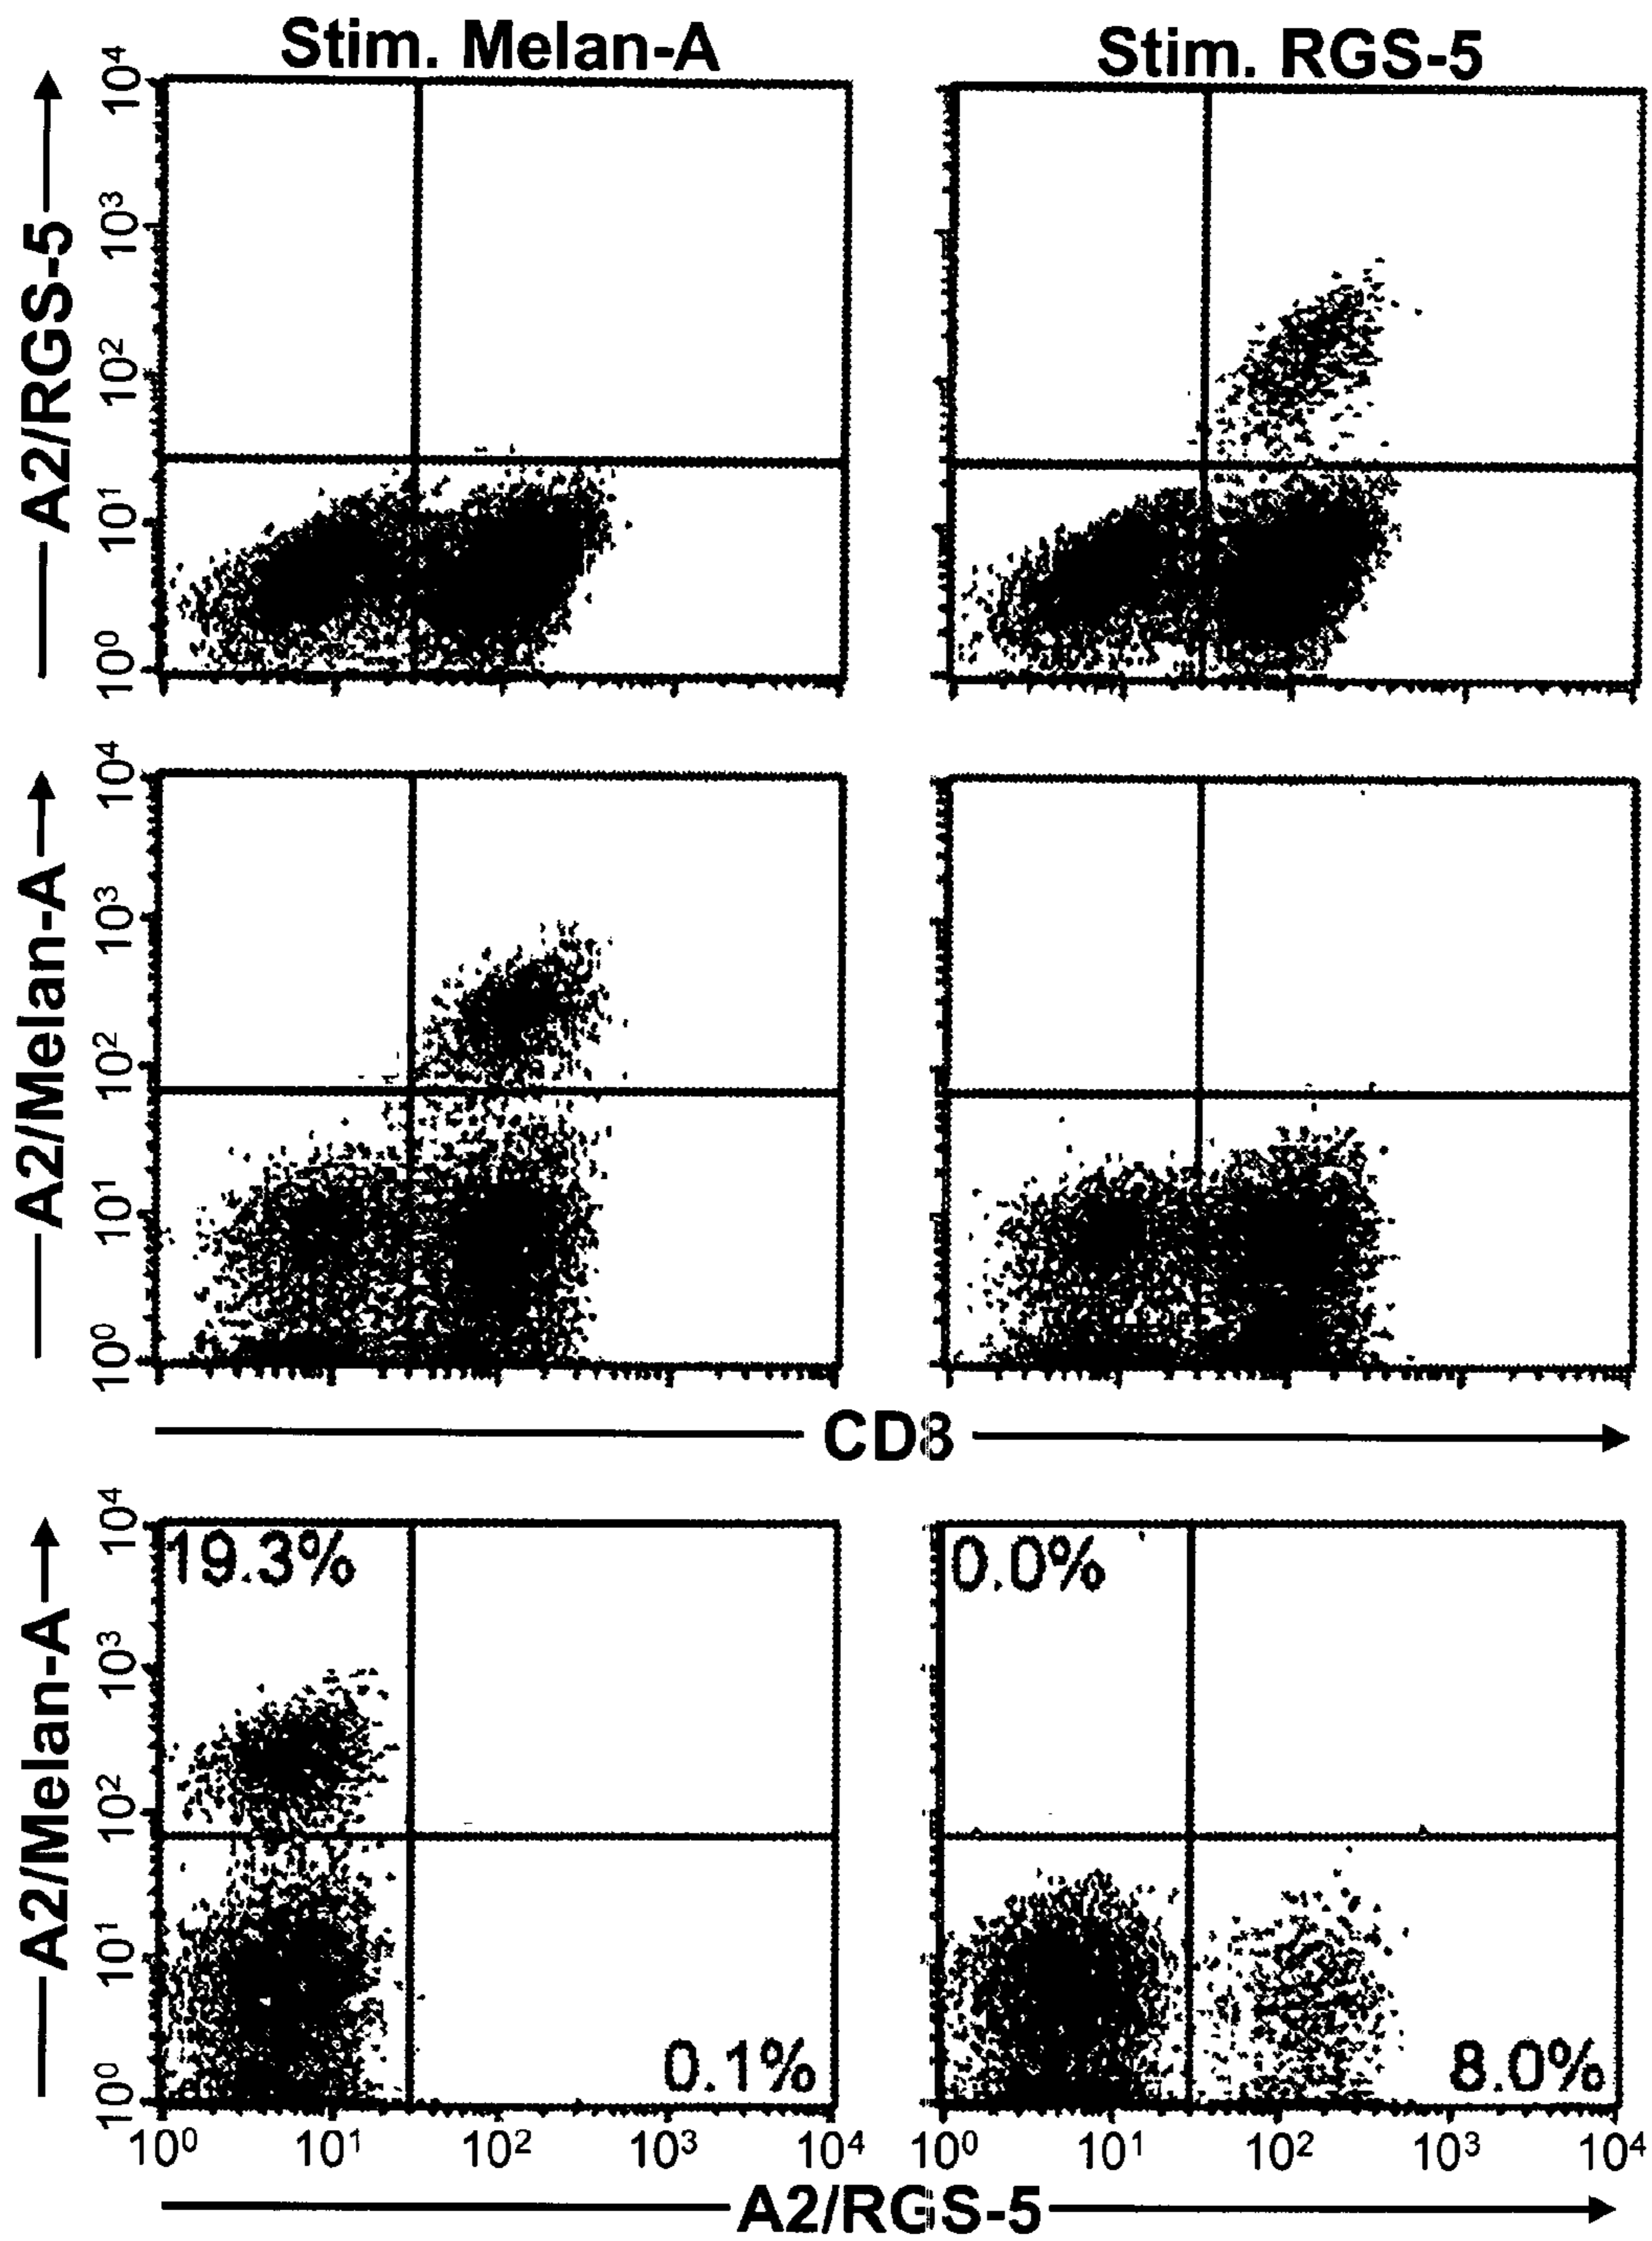 Stim. Melan-A
Stim. RGS-5
A2/RGS-5
10⁴
10³
10²
10¹
10⁰
A2/Melan-A
10⁴
10³
10²
10¹
10⁰
CD8
A2/Melan-A
10⁴
10³
10²
10¹
10⁰
19.3%
0.1%
0.0%
8.0%
10⁰ 10¹ 10² 10³ 10⁴
10⁰ 10¹ 10² 10³ 10⁴
A2/RGS-5